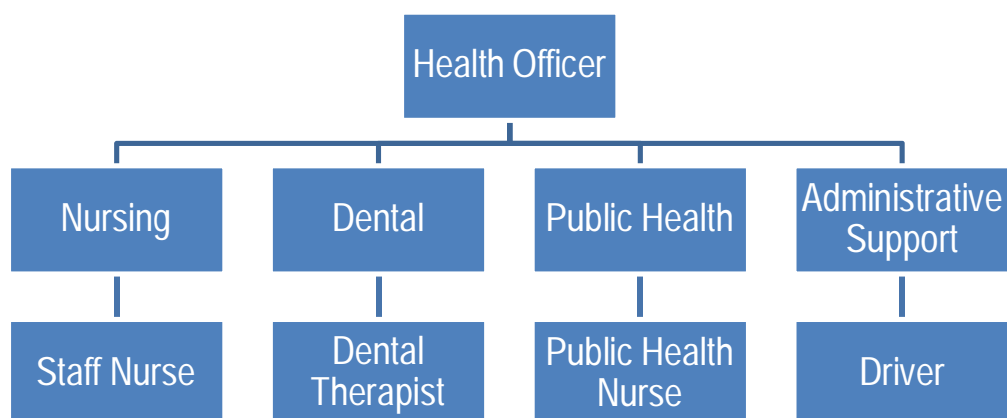 Health Officer
Nursing
Dental
Public Health
Administrative
Support
Staff Nurse
Dental
Therapist
Public Health
Nurse
Driver